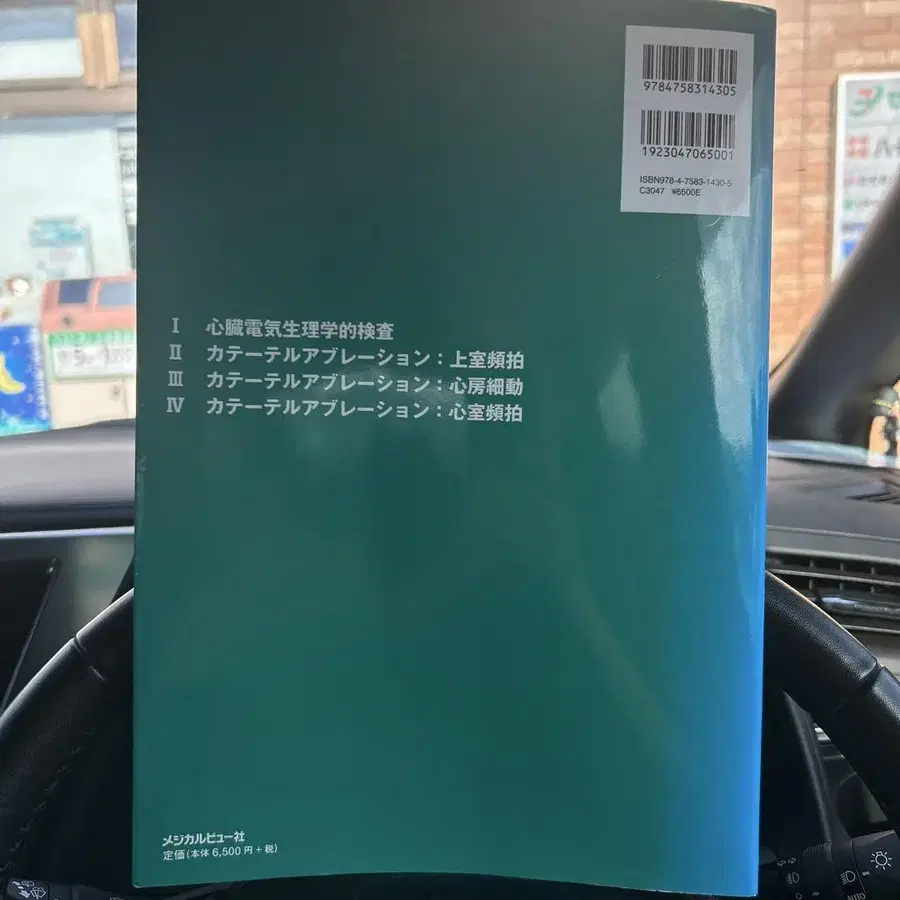 9784758314305
1923047065001
ISBN978-4-7583-1430-5
C3047 ¥6500E
Ⅰ 心臓電気生理学的検査
Ⅱ カテーテルアブレーション：上室頻拍
Ⅲ カテーテルアブレーション：心房細動
Ⅳ カテーテルアブレーション：心室頻拍
メジカルビュー社
定価（本体 6,500 円＋税）
AUTO